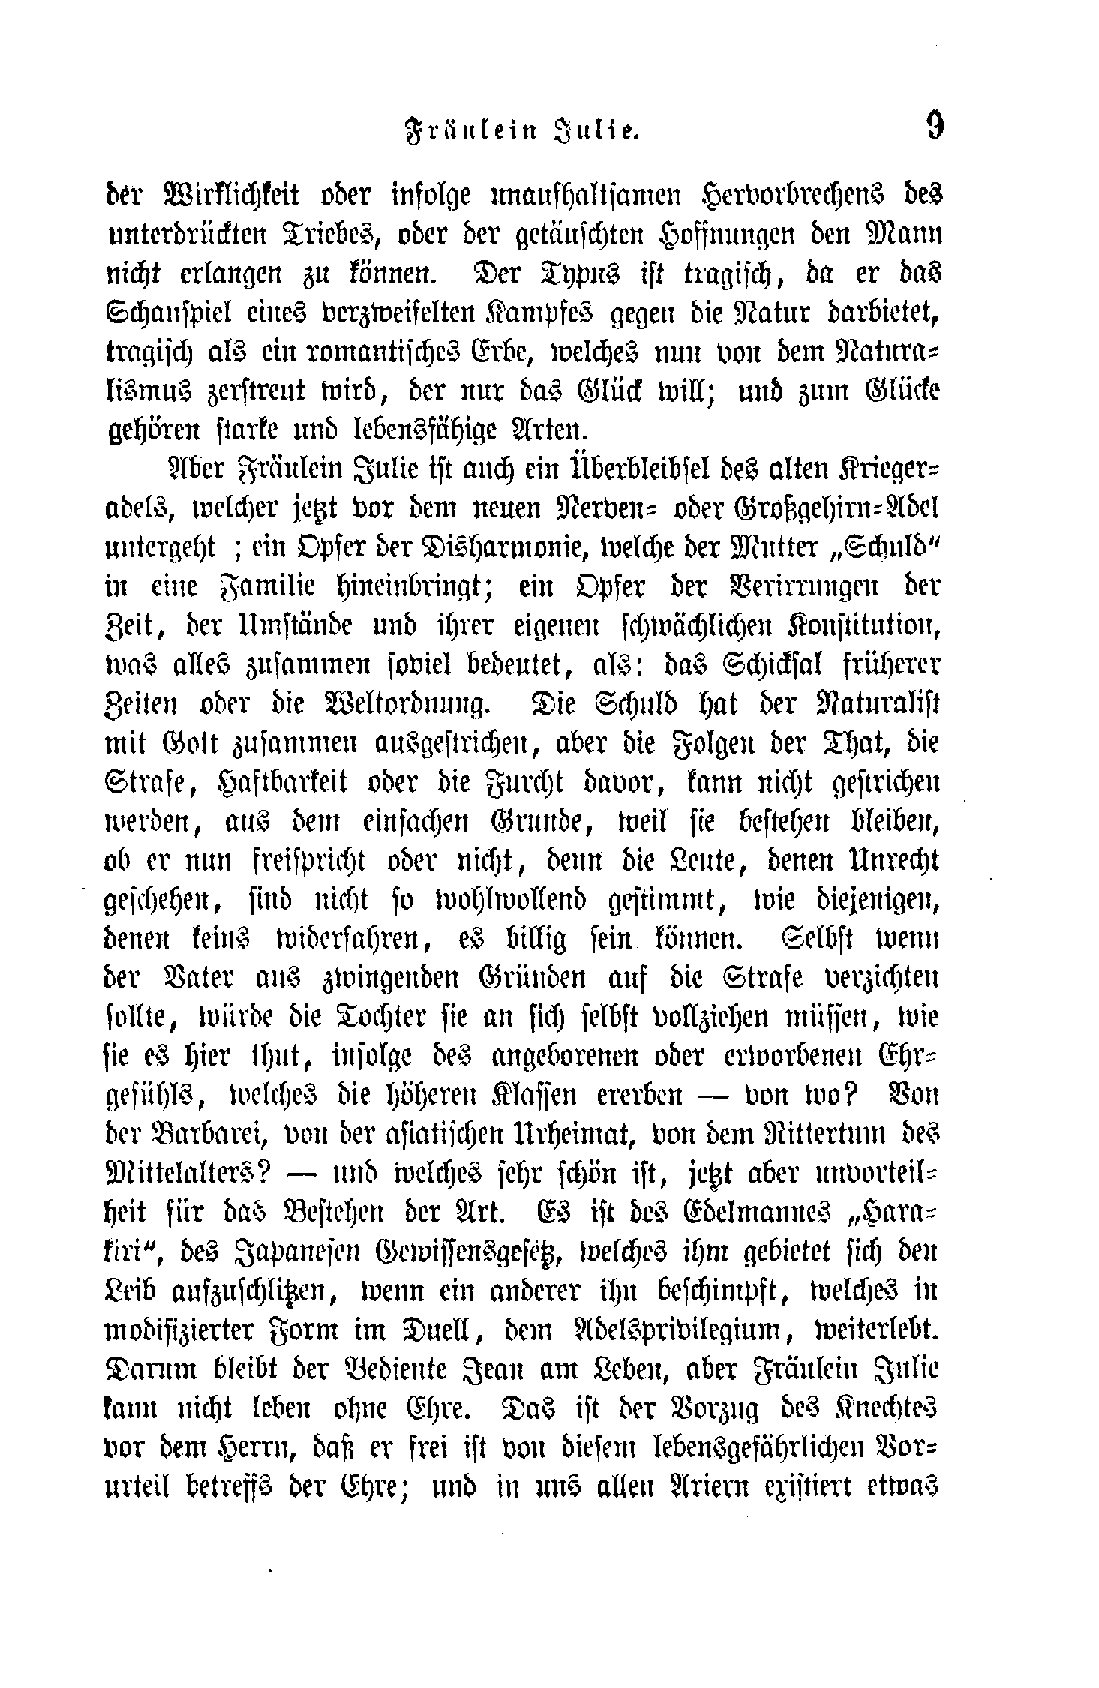 Fräulein Julie. 9
der Wirklichkeit oder infolge unaufhaltsamen Hervorbrechens des
unterdrückten Triebes, oder der getäuschten Hoffnungen den Mann
nicht erlangen zu können. Der Typus ist tragisch, da er das
Schauspiel eines verzweifelten Kampfes gegen die Natur darbietet,
tragisch als ein romantisches Erbe, welches nun von dem Natura-
lismus zerstreut wird, der nur das Glück will; und zum Glücke
gehören starke und lebensfähige Arten.
Aber Fräulein Julie ist auch ein Überbleibsel des alten Krieger-
adels, welcher jetzt vor dem neuen Nerven- oder Großgehirn-Adel
untergeht ; ein Opfer der Disharmonie, welche der Mutter „Schuld“
in eine Familie hineinbringt; ein Opfer der Verirrungen der
Zeit, der Umstände und ihrer eigenen schwächlichen Konstitution,
was alles zusammen soviel bedeutet, als: das Schicksal früherer
Zeiten oder die Weltordnung. Die Schuld hat der Naturalist
mit Gott zusammen ausgestrichen, aber die Folgen der That, die
Strafe, Haftbarkeit oder die Furcht davor, kann nicht gestrichen
werden, aus dem einfachen Grunde, weil sie bestehen bleiben,
ob er nun freispricht oder nicht, denn die Leute, denen Unrecht
geschehen, sind nicht so wohlwollend gestimmt, wie diejenigen,
denen keins widerfahren, es billig sein können. Selbst wenn
der Vater aus zwingenden Gründen auf die Strafe verzichten
sollte, würde die Tochter sie an sich selbst vollziehen müssen, wie
sie es hier thut, infolge des angeborenen oder erworbenen Ehr-
gefühls, welches die höheren Klassen ererben — von wo? Von
der Barbarei, von der asiatischen Urheimat, von dem Rittertum des
Mittelalters? — und welches sehr schön ist, jetzt aber unvorteil-
heit für das Bestehen der Art. Es ist des Edelmannes „Hara-
kiri“, des Japanesen Gewissensgesetz, welches ihm gebietet sich den
Leib aufzuschlitzen, wenn ein anderer ihn beschimpft, welches in
modifizierter Form im Duell, dem Adelsprivilegium, weiterlebt.
Darum bleibt der Bediente Jean am Leben, aber Fräulein Julie
kann nicht leben ohne Ehre. Das ist der Vorzug des Knechtes
vor dem Herrn, daß er frei ist von diesem lebensgefährlichen Vor-
urteil betreffs der Ehre; und in uns allen Ariern existiert etwas